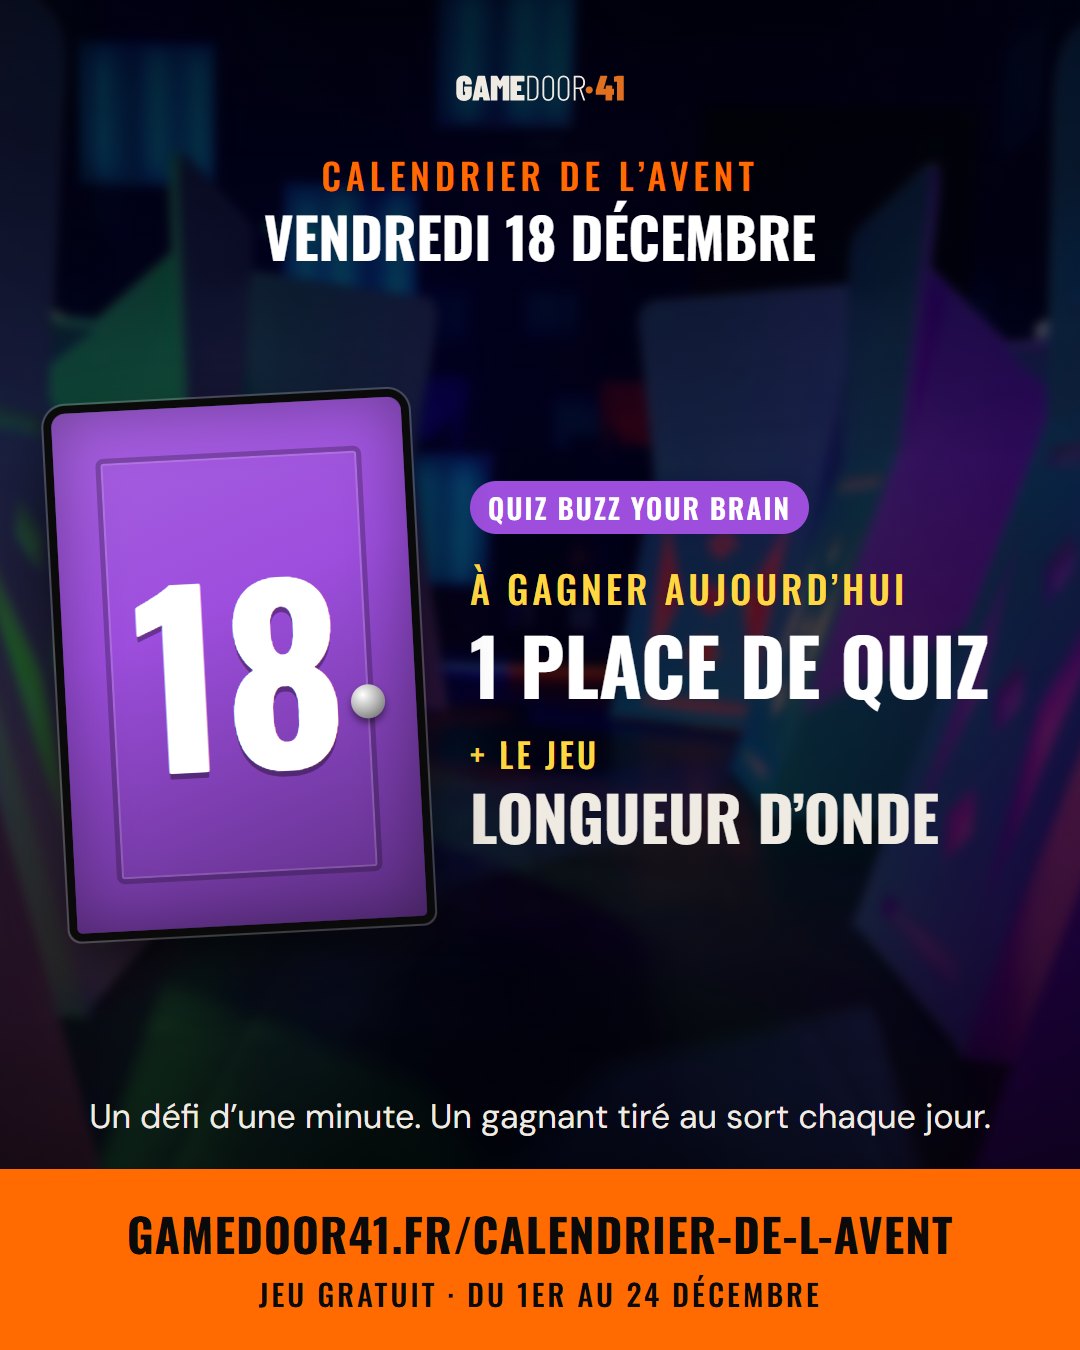 GAMEDOOR·41
CALENDRIER DE L’AVENT
VENDREDI 18 DÉCEMBRE
18
QUIZ BUZZ YOUR BRAIN
À GAGNER AUJOURD’HUI
1 PLACE DE QUIZ
+ LE JEU
LONGUEUR D’ONDE
Un défi d’une minute. Un gagnant tiré au sort chaque jour.
GAMEDOOR41.FR/CALENDRIER-DE-L-AVENT
JEU GRATUIT · DU 1ER AU 24 DÉCEMBRE